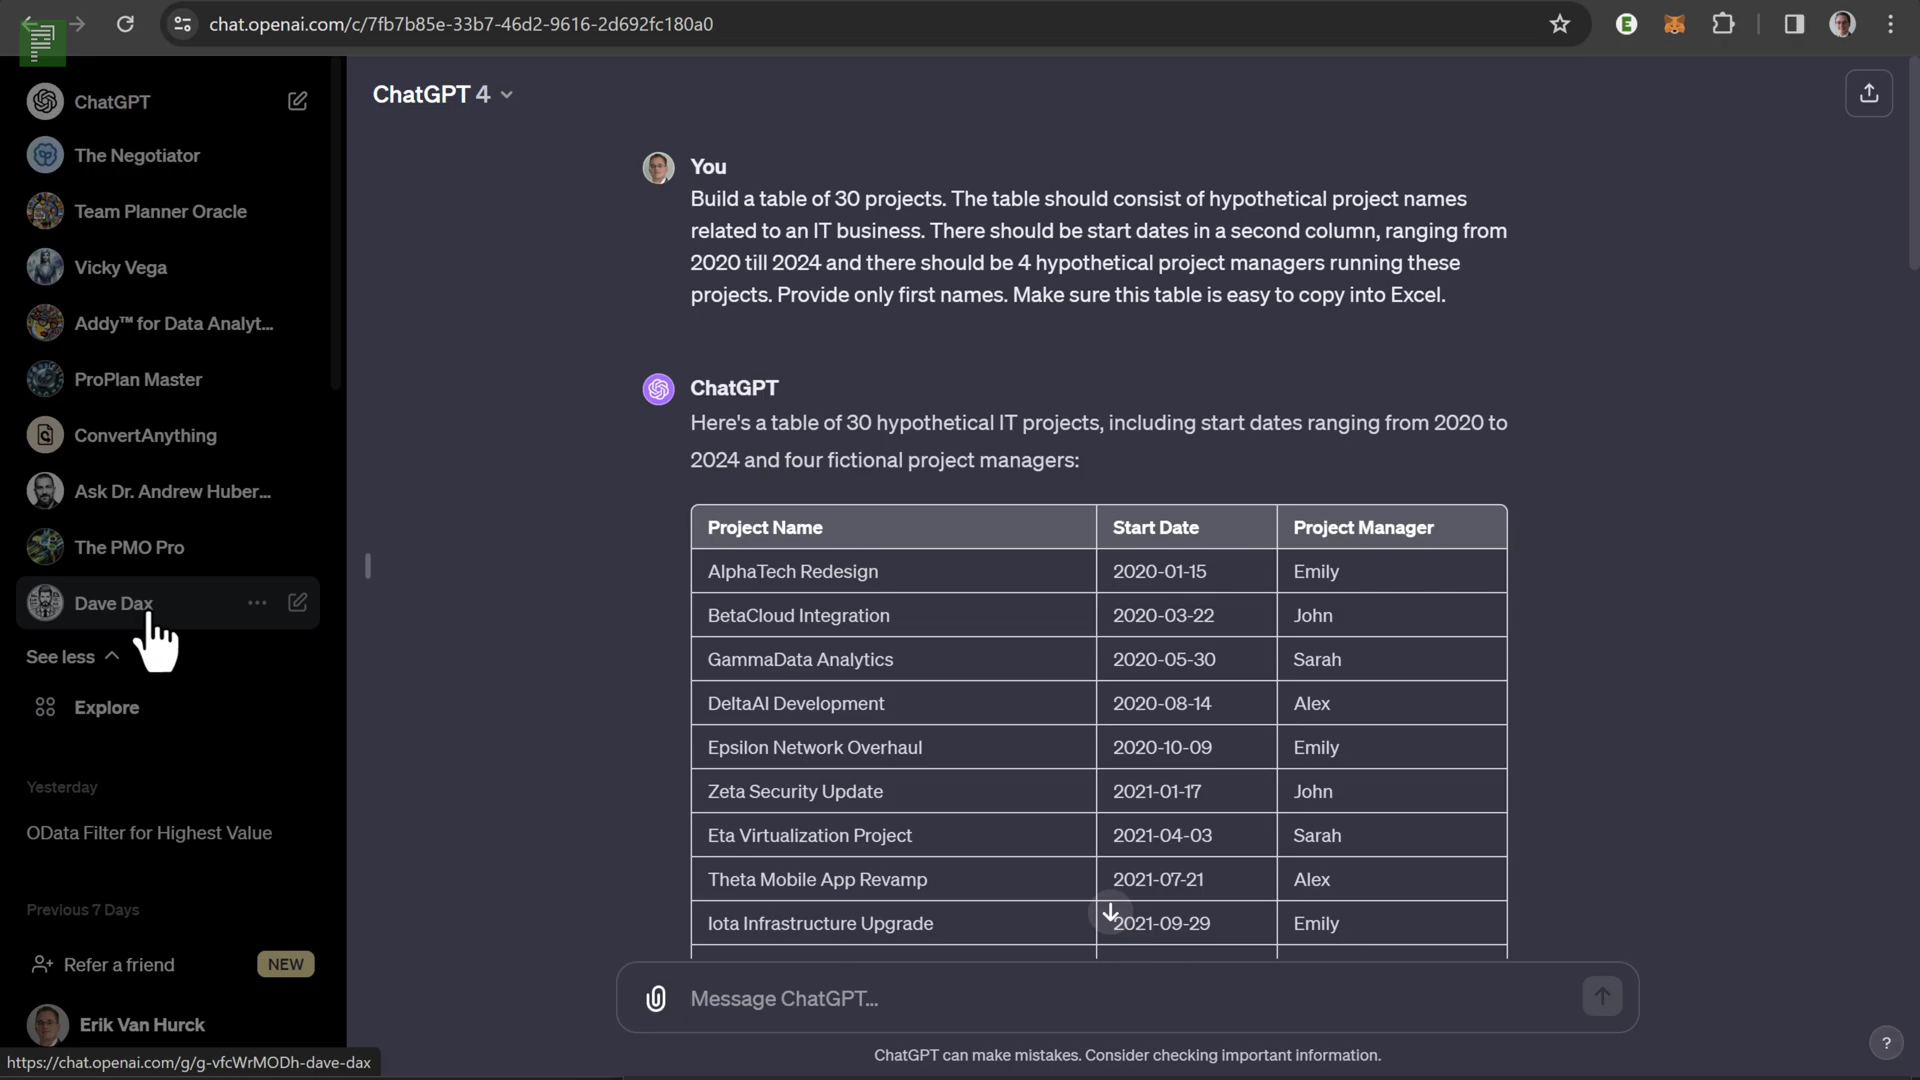 chat.openai.com/c/7fb7b85e-33b7-46d2-9616-2d692fc180a0
ChatGPT
The Negotiator
Team Planner Oracle
Vicky Vega
Addy™ for Data Analyt...
ProPlan Master
ConvertAnything
Ask Dr. Andrew Huber...
The PMO Pro
Dave Dax
See less
Explore
Yesterday
OData Filter for Highest Value
Previous 7 Days
Refer a friend NEW
Erik Van Hurck
https://chat.openai.com/g/g-vfcWrMODh-dave-dax
ChatGPT 4
You
Build a table of 30 projects. The table should consist of hypothetical project names
related to an IT business. There should be start dates in a second column, ranging from
2020 till 2024 and there should be 4 hypothetical project managers running these
projects. Provide only first names. Make sure this table is easy to copy into Excel.
ChatGPT
Here's a table of 30 hypothetical IT projects, including start dates ranging from 2020 to
2024 and four fictional project managers:
Project Name Start Date Project Manager
AlphaTech Redesign 2020-01-15 Emily
BetaCloud Integration 2020-03-22 John
GammaData Analytics 2020-05-30 Sarah
DeltaAI Development 2020-08-14 Alex
Epsilon Network Overhaul 2020-10-09 Emily
Zeta Security Update 2021-01-17 John
Eta Virtualization Project 2021-04-03 Sarah
Theta Mobile App Revamp 2021-07-21 Alex
Iota Infrastructure Upgrade 2021-09-29 Emily
Message ChatGPT...
ChatGPT can make mistakes. Consider checking important information.
?